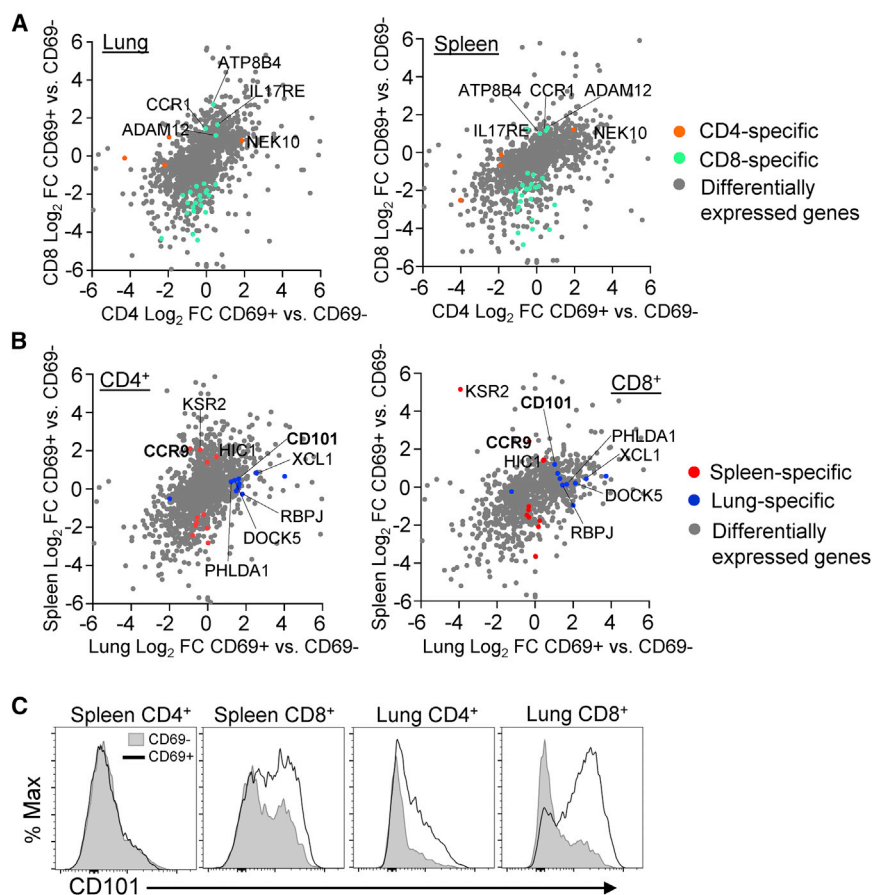 A
Lung
Spleen
CD8 Log2 FC CD69+ vs. CD69-
6
4
2
0
-2
-4
-6
-6 -4 -2 0 2 4 6
CD4 Log2 FC CD69+ vs. CD69-
ATP8B4
IL17RE
CCR1
ADAM12
NEK10
CD8 Log2 FC CD69+ vs. CD69-
6
4
2
0
-2
-4
-6
-6 -4 -2 0 2 4 6
CD4 Log2 FC CD69+ vs. CD69-
ATP8B4 CCR1 ADAM12
IL17RE
NEK10
CD4-specific
CD8-specific
Differentially
expressed genes
B
CD4+
Spleen Log2 FC CD69+ vs. CD69-
6
4
2
0
-2
-4
-6
-6 -4 -2 0 2 4 6
Lung Log2 FC CD69+ vs. CD69-
KSR2
CCR9
HIC1
CD101
XCL1
RBPJ
DOCK5
PHLDA1
CD8+
Spleen Log2 FC CD69+ vs. CD69-
6
4
2
0
-2
-4
-6
-6 -4 -2 0 2 4 6
Lung Log2 FC CD69+ vs. CD69-
KSR2
CD101
CCR9
HIC1
PHLDA1
XCL1
DOCK5
RBPJ
Spleen-specific
Lung-specific
Differentially
expressed genes
C
Spleen CD4+
Spleen CD8+
Lung CD4+
Lung CD8+
CD69-
CD69+
% Max
CD101